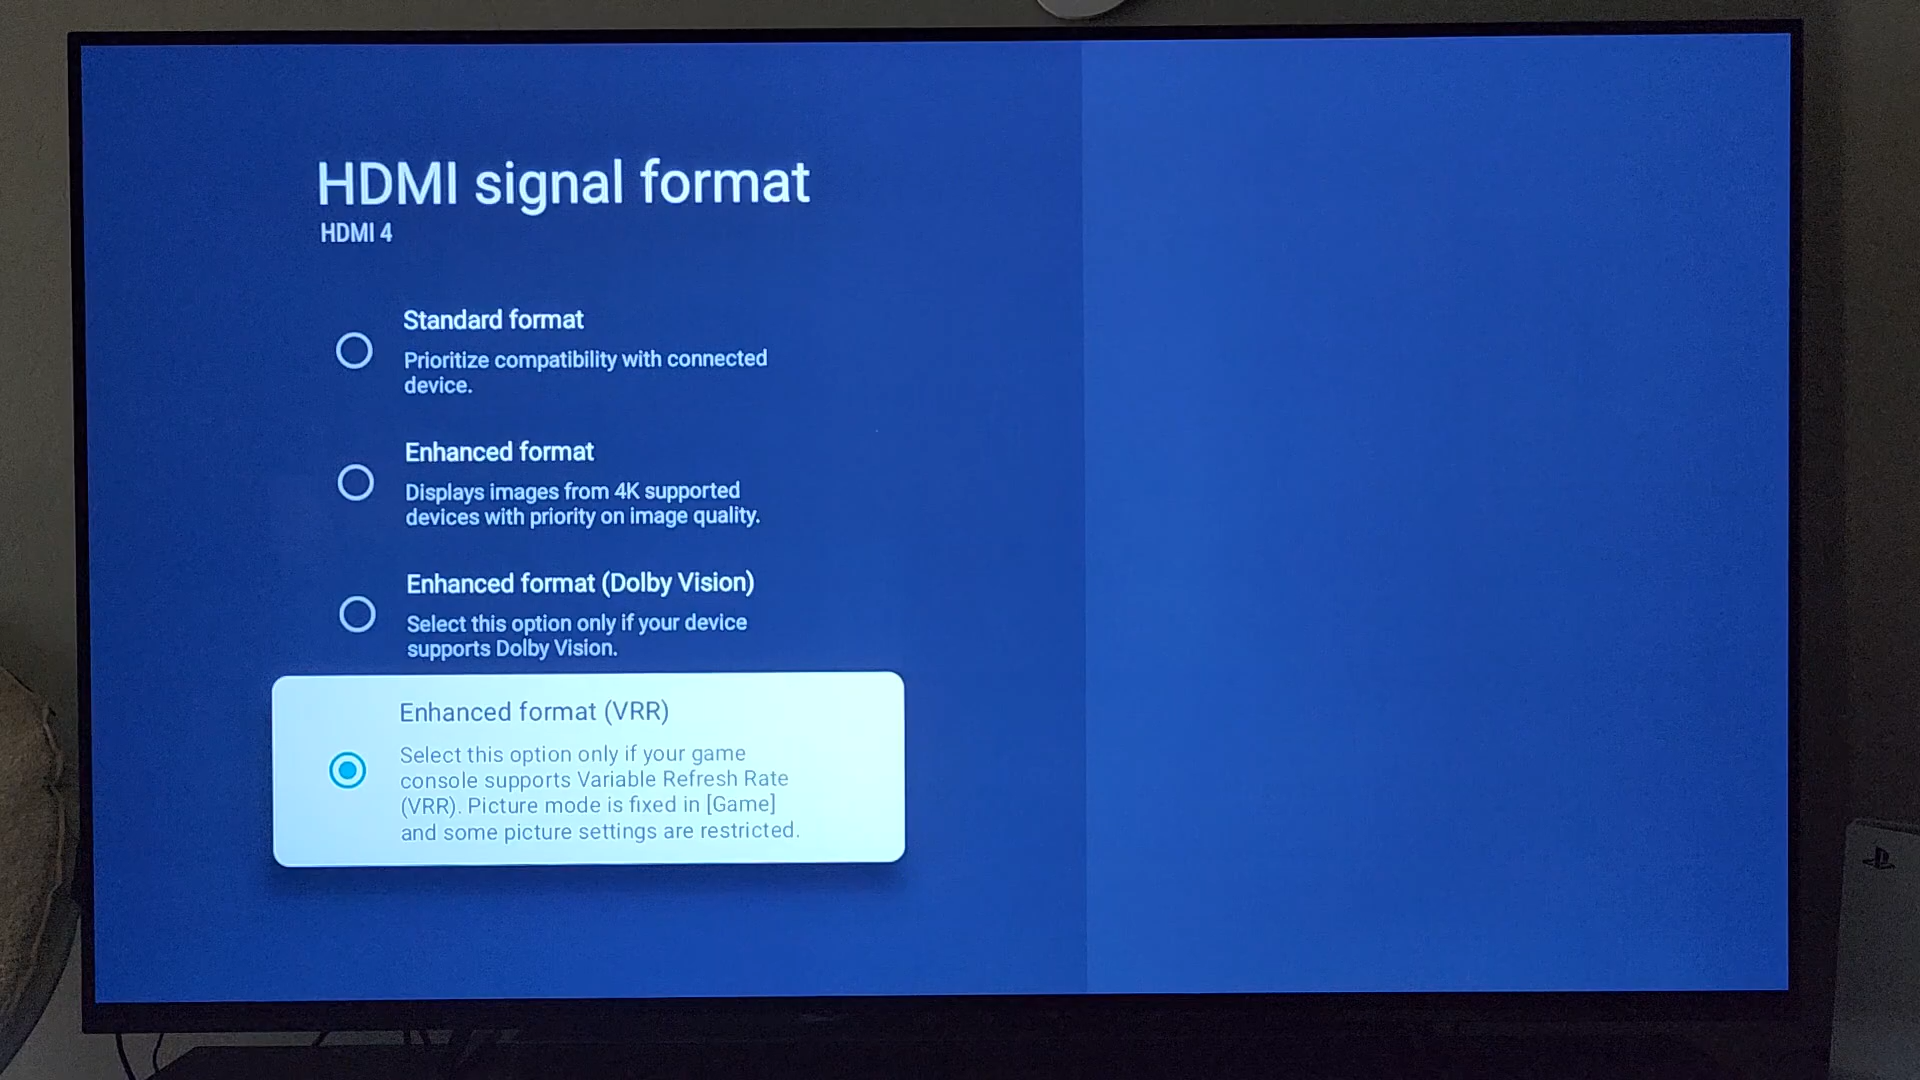 HDMI signal format
HDMI 4
Standard format
Prioritize compatibility with connected
device.
Enhanced format
Displays images from 4K supported
devices with priority on image quality.
Enhanced format (Dolby Vision)
Select this option only if your device
supports Dolby Vision.
Enhanced format (VRR)
Select this option only if your game
console supports Variable Refresh Rate
(VRR). Picture mode is fixed in [Game]
and some picture settings are restricted.